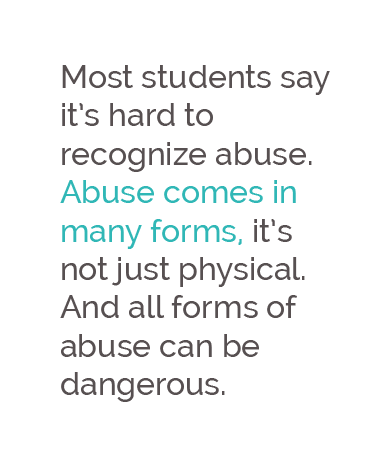 Most students say
it's hard to
recognize abuse.
Abuse comes in
many forms, it's
not just physical.
And all forms of
abuse can be
dangerous.